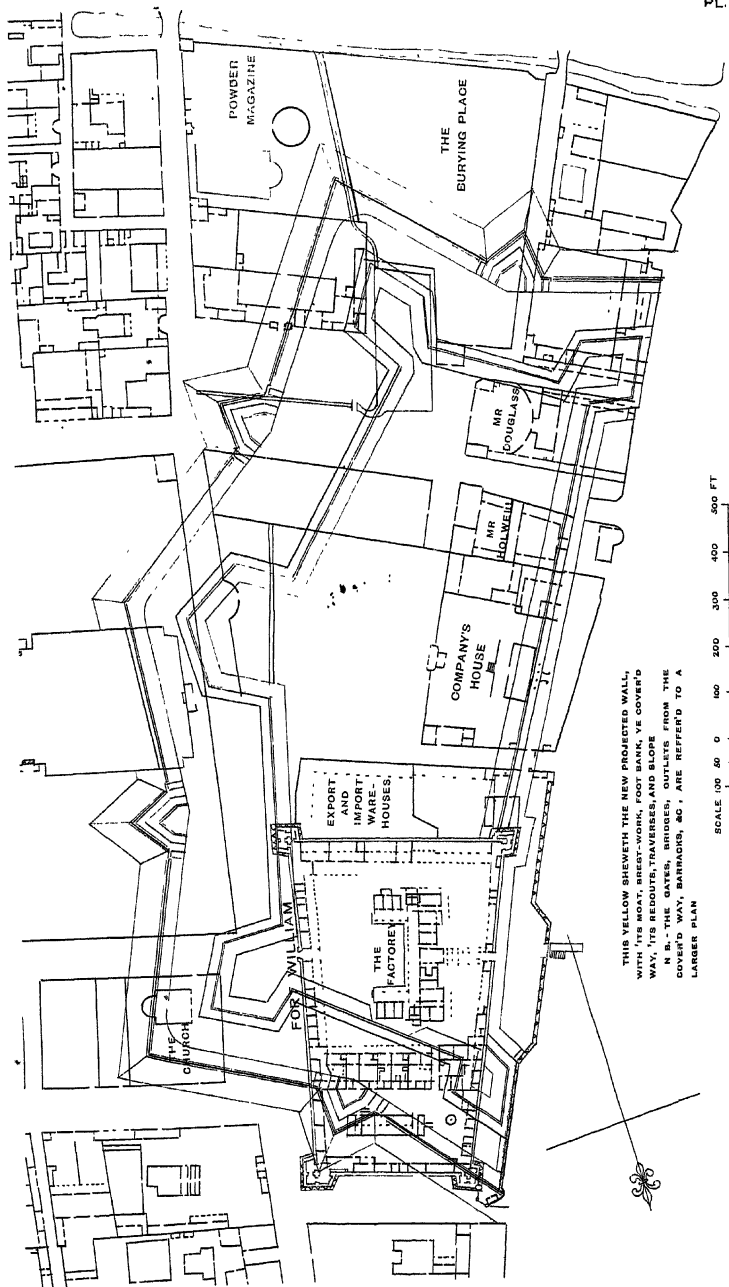 PL.
POWDER
MAGAZINE
THE
BURYING PLACE
MR
DOUGLASS
MR
HOLWELL
COMPANY'S
HOUSE
EXPORT
AND
IMPORT
WARE-
HOUSES
THE
FACTOREY
FOR WILLIAM
THE
CHURCH
THIS YELLOW SHEWETH THE NEW PROJECTED WALL,
WITH 'ITS MOAT, BREST-WORK, FOOT BANK, YE COVER'D
WAY, 'ITS REDOUTE, TRAVERSES, AND SLOPE
N B. - THE GATES, BRIDGES, OUTLETS FROM THE
COVER'D WAY, BARRACKS, &C, ARE REFFER'D TO A
LARGER PLAN
SCALE 100 50 0 100 200 300 400 500 FT